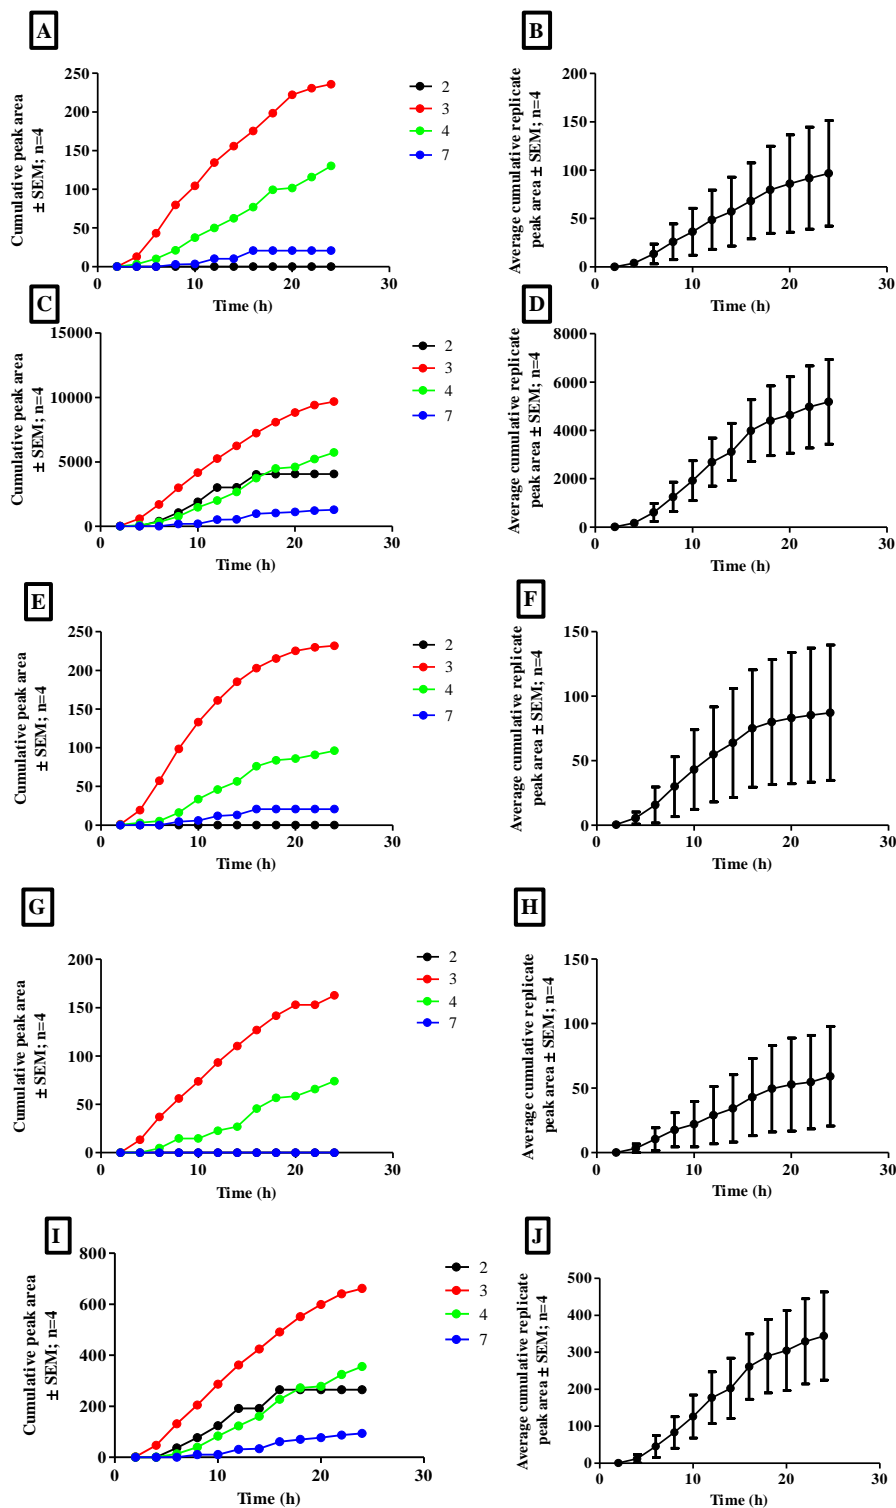 A
Cumulative peak area
± SEM; n=4
250
200
150
100
50
0
0
10
20
30
Time (h)
2
3
4
7
B
Average cumulative replicate
peak area ± SEM; n=4
200
150
100
50
0
0
10
20
30
Time (h)
C
Cumulative peak area
± SEM; n=4
15000
10000
5000
0
0
10
20
30
Time (h)
2
3
4
7
D
Average cumulative replicate
peak area ± SEM; n=4
8000
6000
4000
2000
0
0
10
20
30
Time (h)
E
Cumulative peak area
± SEM; n=4
250
200
150
100
50
0
0
10
20
30
Time (h)
2
3
4
7
F
Average cumulative replicate
peak area ± SEM; n=4
150
100
50
0
0
10
20
30
Time (h)
G
Cumulative peak area
± SEM; n=4
200
150
100
50
0
0
10
20
30
Time (h)
2
3
4
7
H
Average cumulative replicate
peak area ± SEM; n=4
150
100
50
0
0
10
20
30
Time (h)
I
Cumulative peak area
± SEM; n=4
800
600
400
200
0
0
10
20
30
Time (h)
2
3
4
7
J
Average cumulative replicate
peak area ± SEM; n=4
500
400
300
200
100
0
0
10
20
30
Time (h)